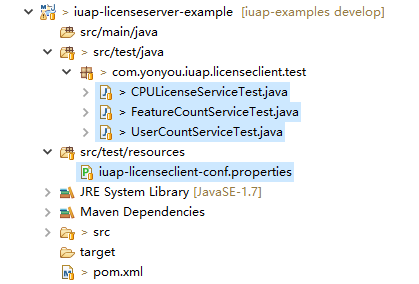 > iuap-licenseserver-example [iuap-examples develop]
src/main/java
> src/test/java
> com.yonyou.iuap.licenseclient.test
> CPULicenseServiceTest.java
> FeatureCountServiceTest.java
> UserCountServiceTest.java
src/test/resources
iuap-licenseclient-conf.properties
JRE System Library [JavaSE-1.7]
Maven Dependencies
> src
target
> pom.xml